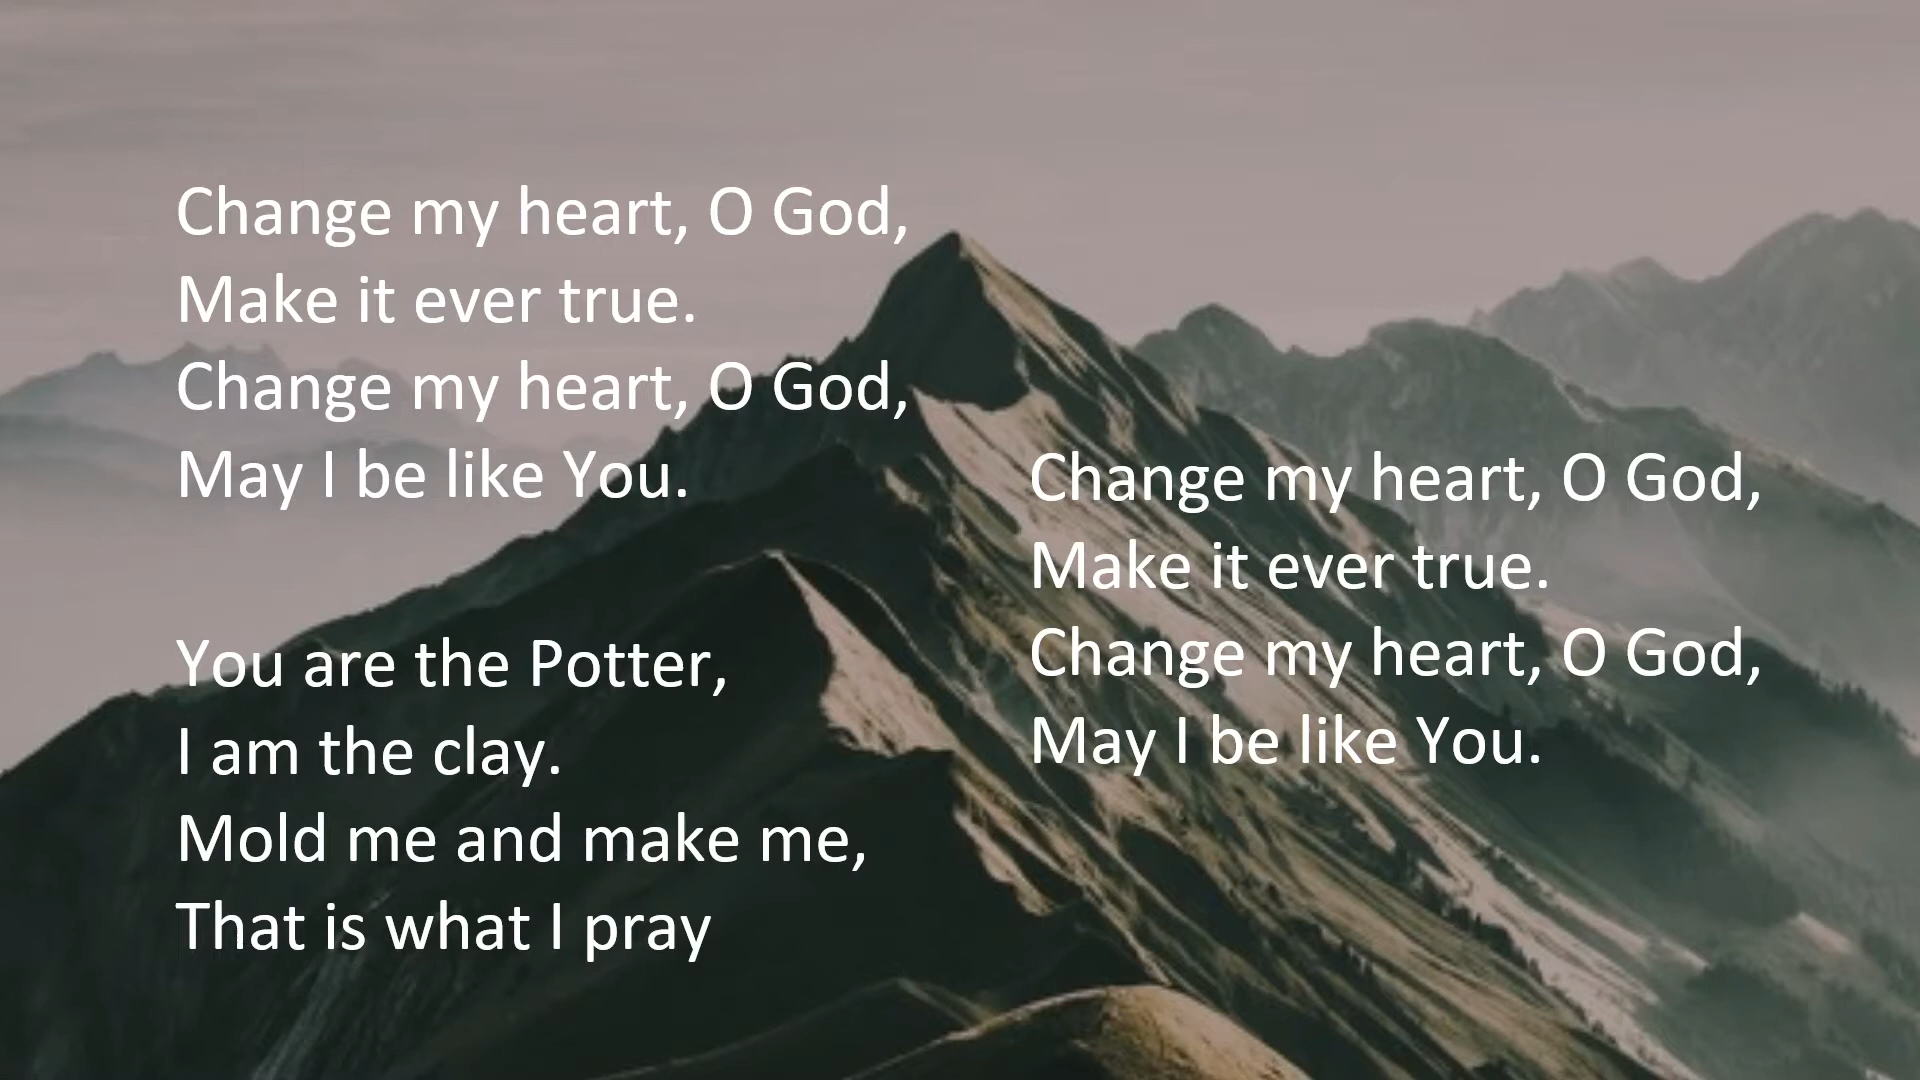 Change my heart, O God,
Make it ever true.
Change my heart, O God,
May I be like You.
You are the Potter,
I am the clay.
Mold me and make me,
That is what I pray
Change my heart, O God,
Make it ever true.
Change my heart, O God,
May I be like You.